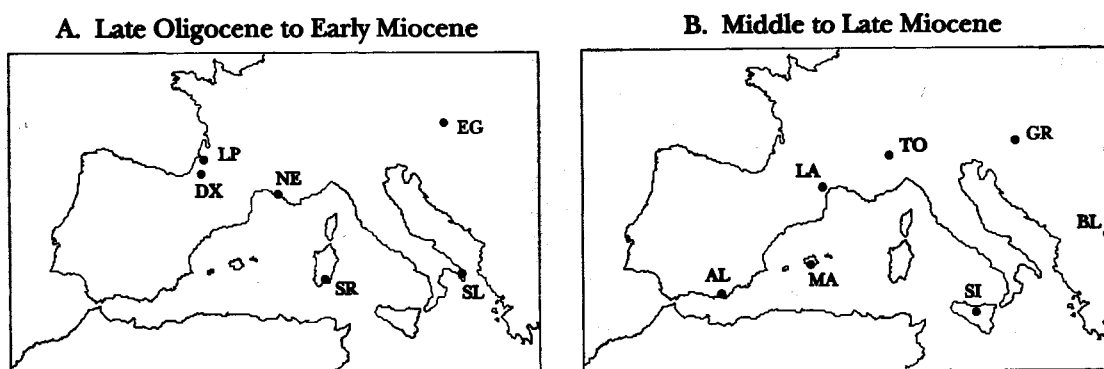 A. Late Oligocene to Early Miocene
EG
LP
DX
NE
SR
SL
B. Middle to Late Miocene
GR
TO
LA
BL
AL
MA
SI